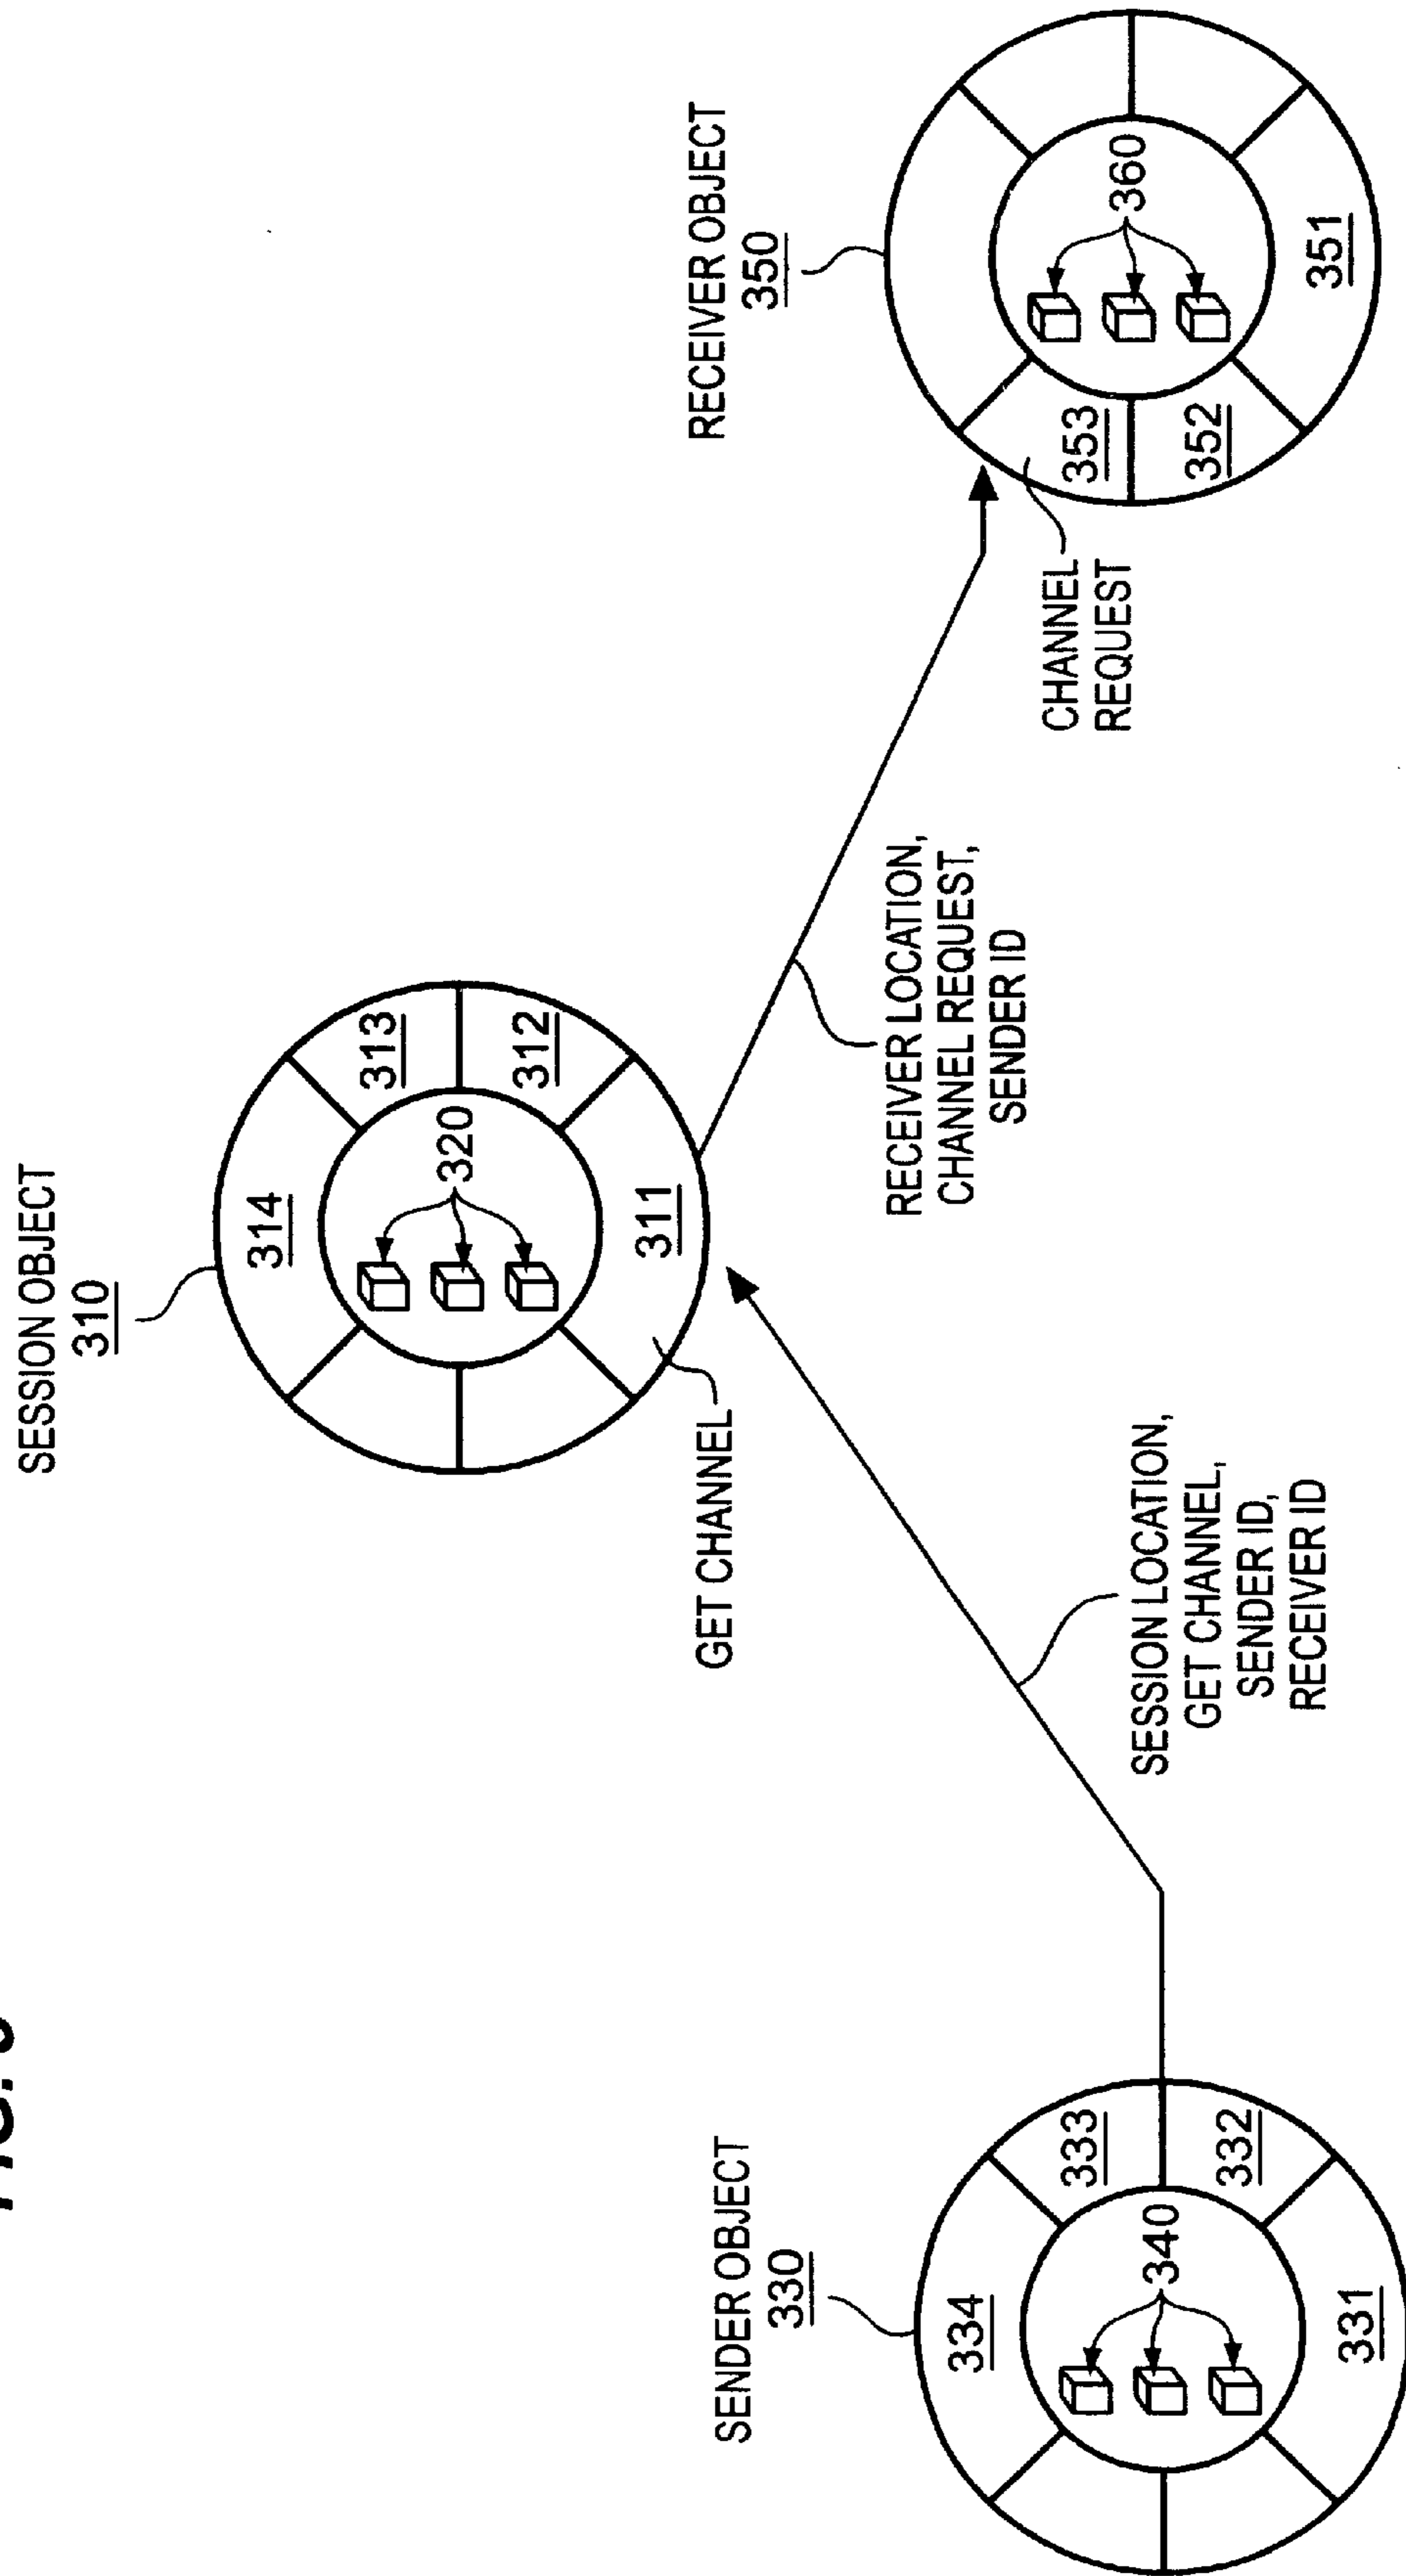 SESSION OBJECT
310
314
313
312
311
320
GET CHANNEL
RECEIVER LOCATION,
CHANNEL REQUEST,
SENDER ID
SENDER OBJECT
330
334
333
332
331
340
SESSION LOCATION,
GET CHANNEL,
SENDER ID,
RECEIVER ID
RECEIVER OBJECT
350
353
352
351
360
CHANNEL
REQUEST